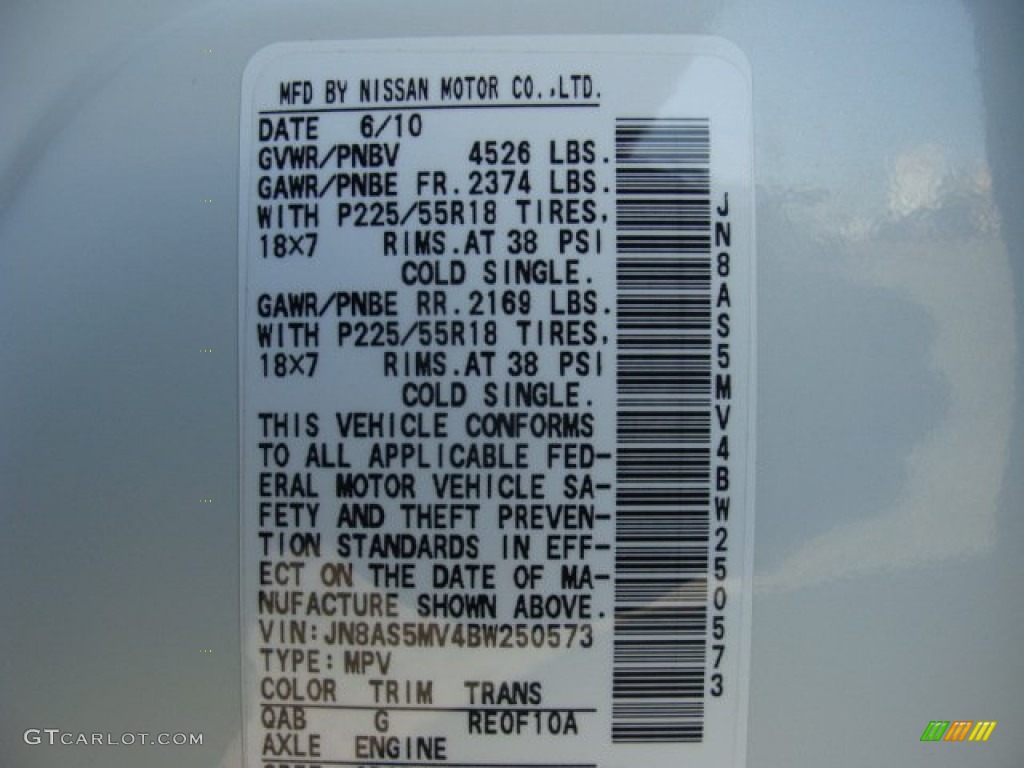 MFD BY NISSAN MOTOR CO.,LTD.
DATE 6/10
GVWR/PNBV 4526 LBS.
GAWR/PNBE FR.2374 LBS.
WITH P225/55R18 TIRES,
18X7 RIMS.AT 38 PSI
COLD SINGLE.
GAWR/PNBE RR.2169 LBS.
WITH P225/55R18 TIRES,
18X7 RIMS.AT 38 PSI
COLD SINGLE.
THIS VEHICLE CONFORMS
TO ALL APPLICABLE FED-
ERAL MOTOR VEHICLE SA-
FETY AND THEFT PREVEN-
TION STANDARDS IN EFF-
ECT ON THE DATE OF MA-
NUFACTURE SHOWN ABOVE.
VIN:JN8AS5MV4BW250573
TYPE:MPV
COLOR TRIM TRANS
QAB G RE0F10A
AXLE ENGINE
JN8AS5MV4BW250573
GTCARLOT.COM